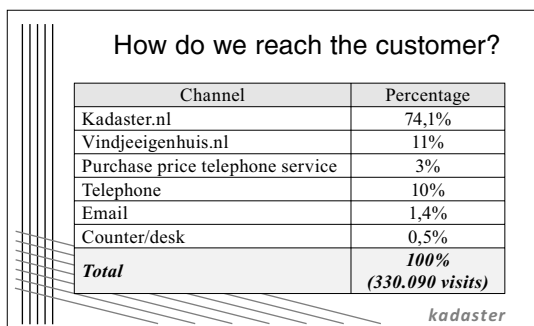 How do we reach the customer?
Channel Percentage
Kadaster.nl 74,1%
Vindjeeigenhuis.nl 11%
Purchase price telephone service 3%
Telephone 10%
Email 1,4%
Counter/desk 0,5%
Total 100%
(330.090 visits)
kadaster